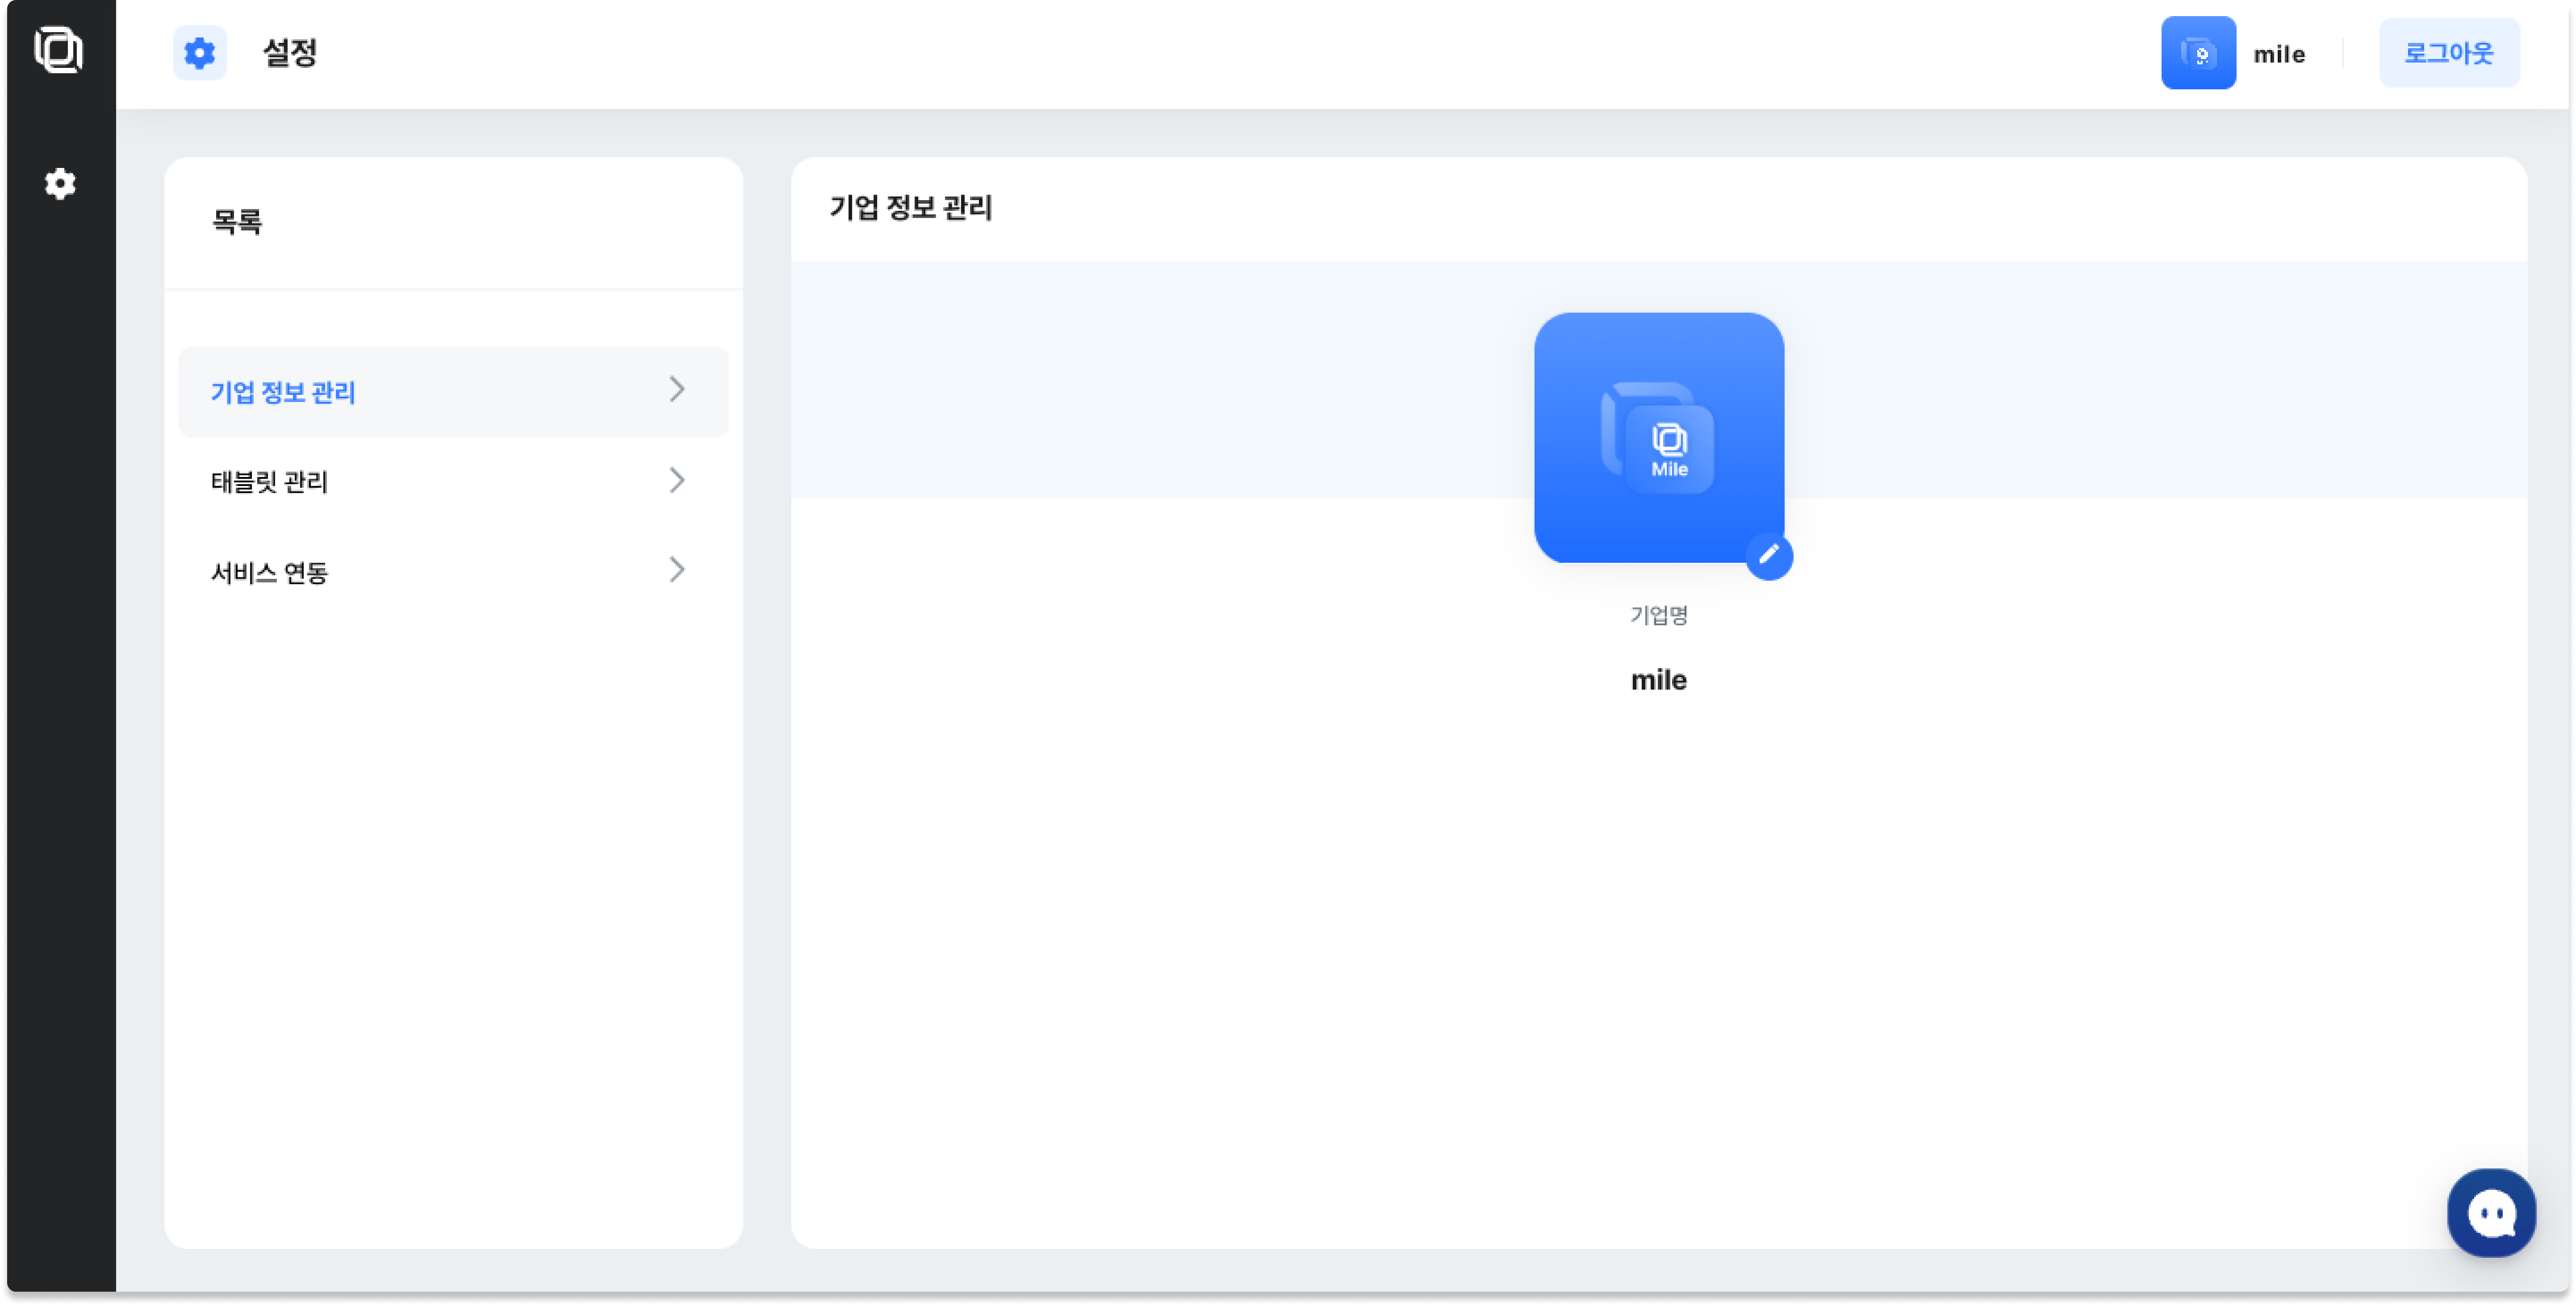 설정
mile
로그아웃
목록
기업 정보 관리
태블릿 관리
서비스 연동
기업 정보 관리
Mile
기업명
mile